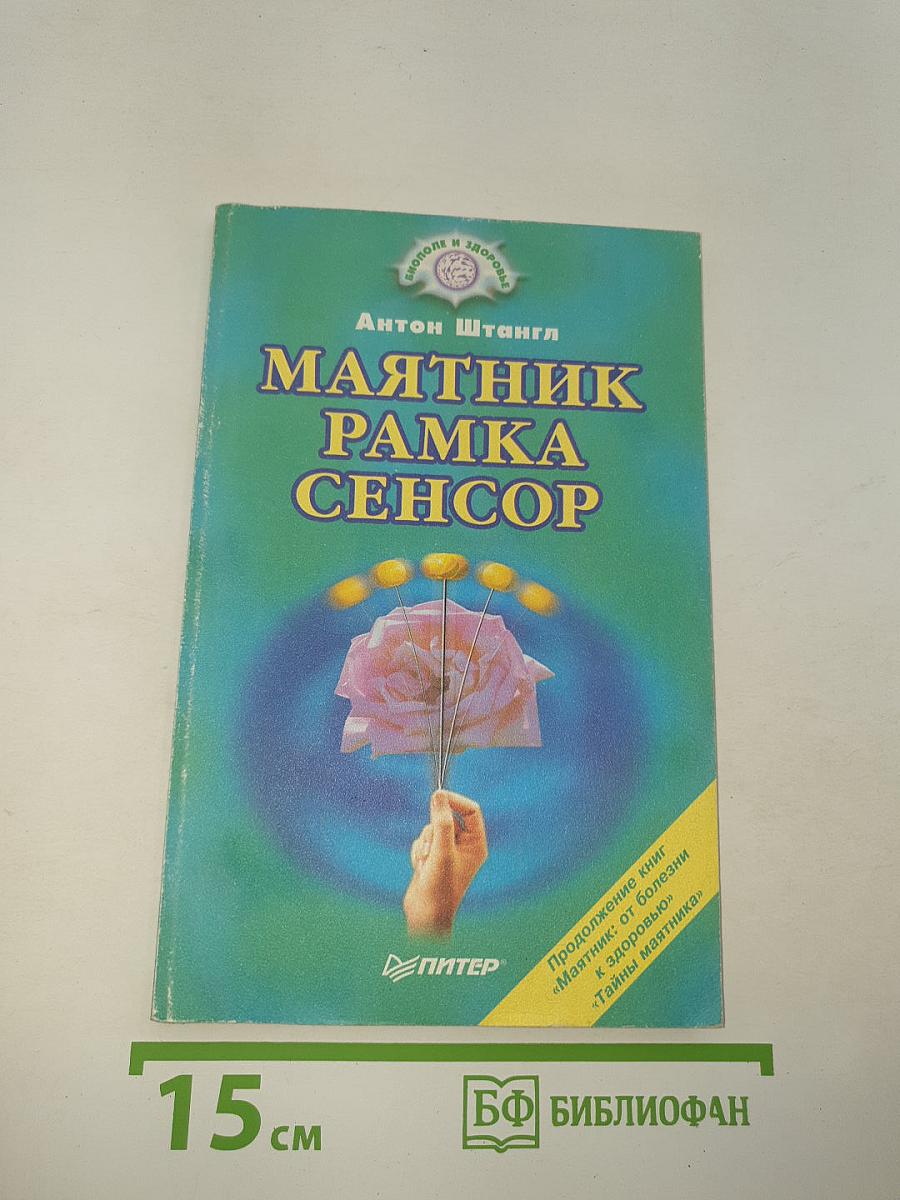 БИОПОЛЕ И ЗДОРОВЬЕ
Антон Штангл
МАЯТНИК
РАМКА
СЕНСОР
Продолжение книг
«Маятник: от болезни
к здоровью»
«Тайны маятника»
ПИТЕР®
15 см
БФ БИБЛИОФАН